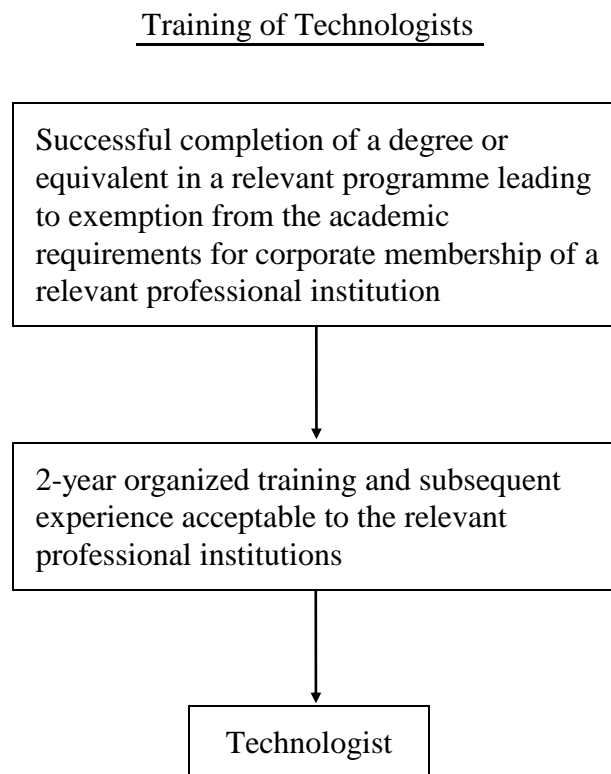 Training of Technologists
Successful completion of a degree or
equivalent in a relevant programme leading
to exemption from the academic
requirements for corporate membership of a
relevant professional institution
2-year organized training and subsequent
experience acceptable to the relevant
professional institutions
Technologist